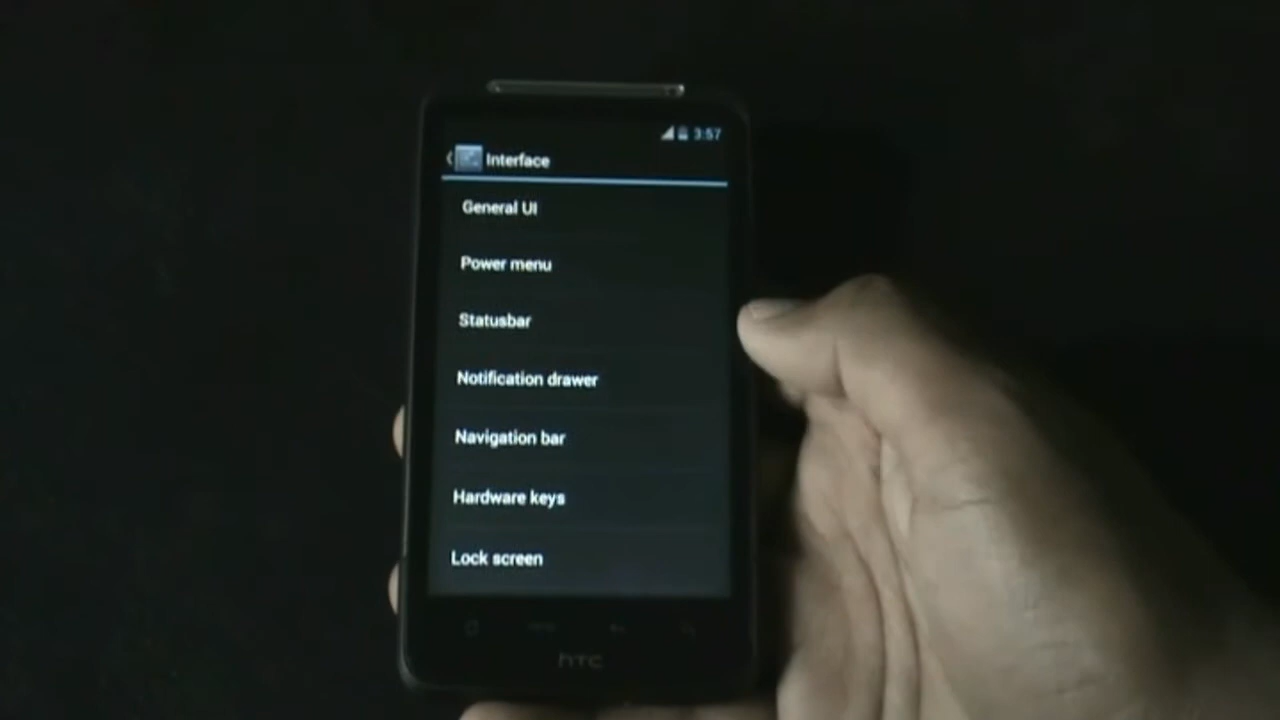 3:57
Interface
General UI
Power menu
Statusbar
Notification drawer
Navigation bar
Hardware keys
Lock screen
hTC